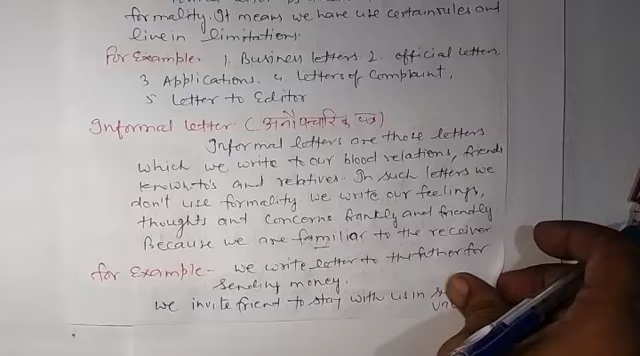 formality. It means we have use certain rules and
live in limitations.
For Example. 1. Business letters 2. official letters
3 Applications. 4 Letters of Complaint,
5 Letter to Editor
Informal letter (अनौपचारिक पत्र)
Informal letters are those letters
which we write to our blood relations, friends
knowhto's and relatives. In such letters we
don't use formality we write our feelings,
thoughts and concerns frankly and friendly
Because we are familiar to the receiver
for Example - we write letter to the father for
sending money.
we invite friend to stay with us in